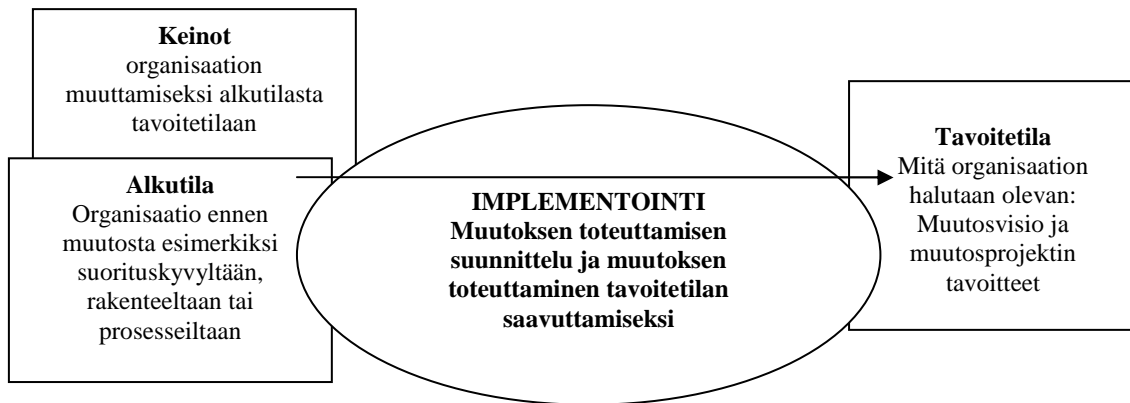 Keinot
organisaation
muuttamiseksi alkutilasta
tavoitetilaan
Alkutila
Organisaatio ennen
muutosta esimerkiksi
suorituskyvyltään,
rakenteeltaan tai
prosesseiltaan
IMPLEMENTOINTI
Muutoksen toteuttamisen
suunnittelu ja muutoksen
toteuttaminen tavoitetilan
saavuttamiseksi
Tavoitetila
Mitä organisaation
halutaan olevan:
Muutosvisio ja
muutosprojektin
tavoitteet